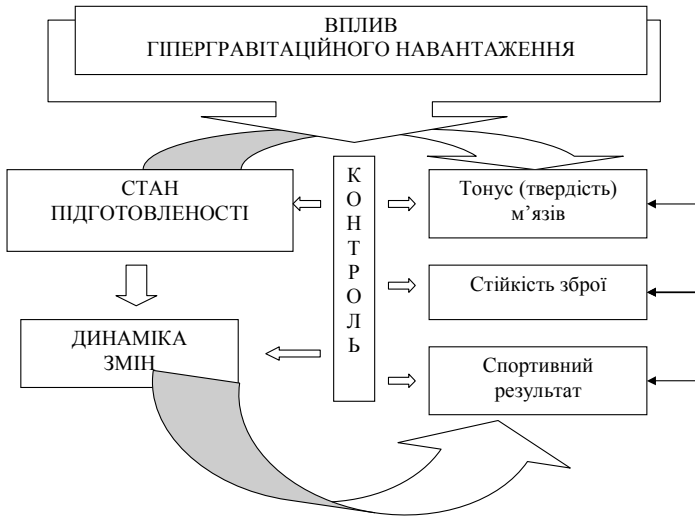 ВПЛИВ
ГІПЕРГРАВІТАЦІЙНОГО НАВАНТАЖЕННЯ
СТАН
ПІДГОТОВЛЕНОСТІ
ДИНАМІКА
ЗМІН
К
О
Н
Т
Р
О
Л
Ь
Тонус (твердість)
м’язів
Стійкість зброї
Спортивний
результат